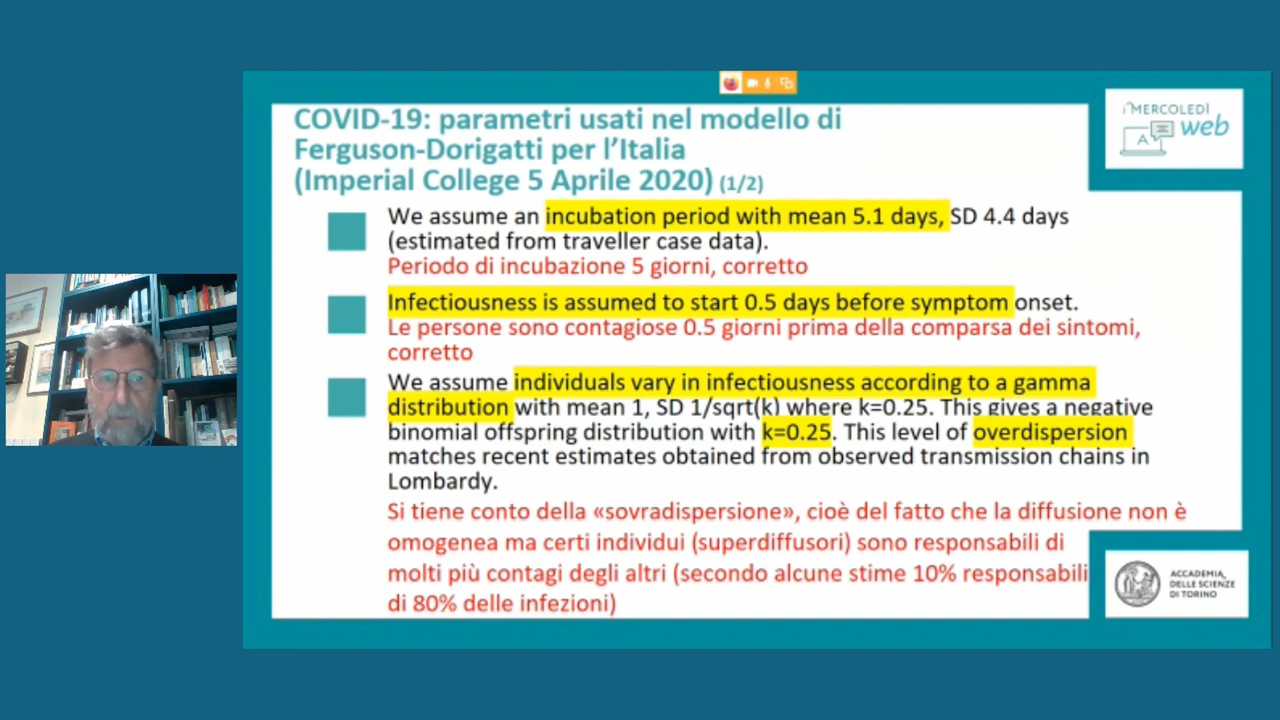 COVID-19: parametri usati nel modello di
Ferguson-Dorigatti per l'Italia
(Imperial College 5 Aprile 2020) (1/2)
We assume an incubation period with mean 5.1 days, SD 4.4 days
(estimated from traveller case data).
Periodo di incubazione 5 giorni, corretto
Infectiousness is assumed to start 0.5 days before symptom onset.
Le persone sono contagiose 0.5 giorni prima della comparsa dei sintomi,
corretto
We assume individuals vary in infectiousness according to a gamma
distribution with mean 1, SD 1/sqrt(k) where k=0.25. This gives a negative
binomial offspring distribution with k=0.25. This level of overdispersion
matches recent estimates obtained from observed transmission chains in
Lombardy.
Si tiene conto della «sovradispersione», cioè del fatto che la diffusione non è
omogenea ma certi individui (superdiffusori) sono responsabili di
molti più contagi degli altri (secondo alcune stime 10% responsabili
di 80% delle infezioni)
i MERCOLEDÌ
A
web
ACCADEMIA
DELLE SCIENZE
DI TORINO